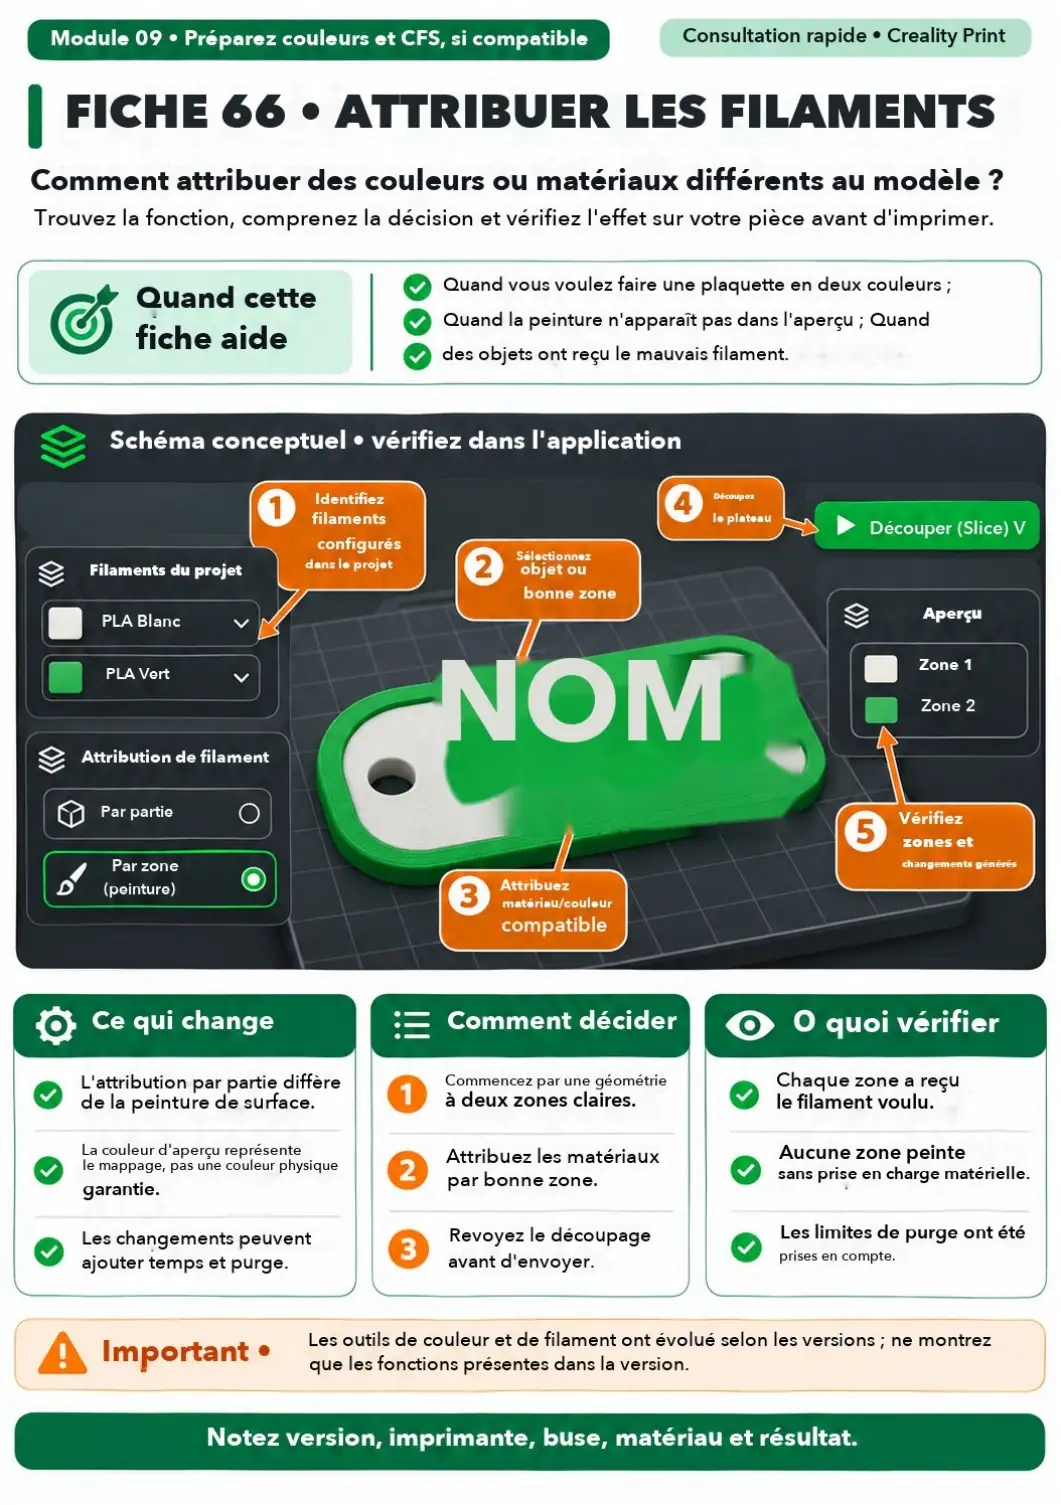 Module 09 • Préparez couleurs et CFS, si compatible
Consultation rapide • Creality Print
FICHE 66 • ATTRIBUER LES FILAMENTS
Comment attribuer des couleurs ou matériaux différents au modèle ?
Trouvez la fonction, comprenez la décision et vérifiez l'effet sur votre pièce avant d'imprimer.
Quand cette
fiche aide
Quand vous voulez faire une plaquette en deux couleurs ;
Quand la peinture n'apparaît pas dans l'aperçu ; Quand
des objets ont reçu le mauvais filament.
Schéma conceptuel • vérifiez dans l'application
1
Identifiez
filaments
configurés
dans le projet
2
Sélectionnez
objet ou
bonne zone
4
Découpez
le plateau
Découper (Slice) V
Filaments du projet
PLA Blanc
PLA Vert
Attribution de filament
Par partie
Par zone
(peinture)
NOM
Aperçu
Zone 1
Zone 2
3
Attribuez
matériau/couleur
compatible
5
Vérifiez
zones et
changements générés
Ce qui change
L'attribution par partie diffère
de la peinture de surface.
La couleur d'aperçu représente
le mappage, pas une couleur physique
garantie.
Les changements peuvent
ajouter temps et purge.
Comment décider
1
Commencez par une géométrie
à deux zones claires.
2
Attribuez les matériaux
par bonne zone.
3
Revoyez le découpage
avant d'envoyer.
O quoi vérifier
Chaque zone a reçu
le filament voulu.
Aucune zone peinte
sans prise en charge matérielle.
Les limites de purge ont été
prises en compte.
Important •
Les outils de couleur et de filament ont évolué selon les versions ; ne montrez
que les fonctions présentes dans la version.
Notez version, imprimante, buse, matériau et résultat.